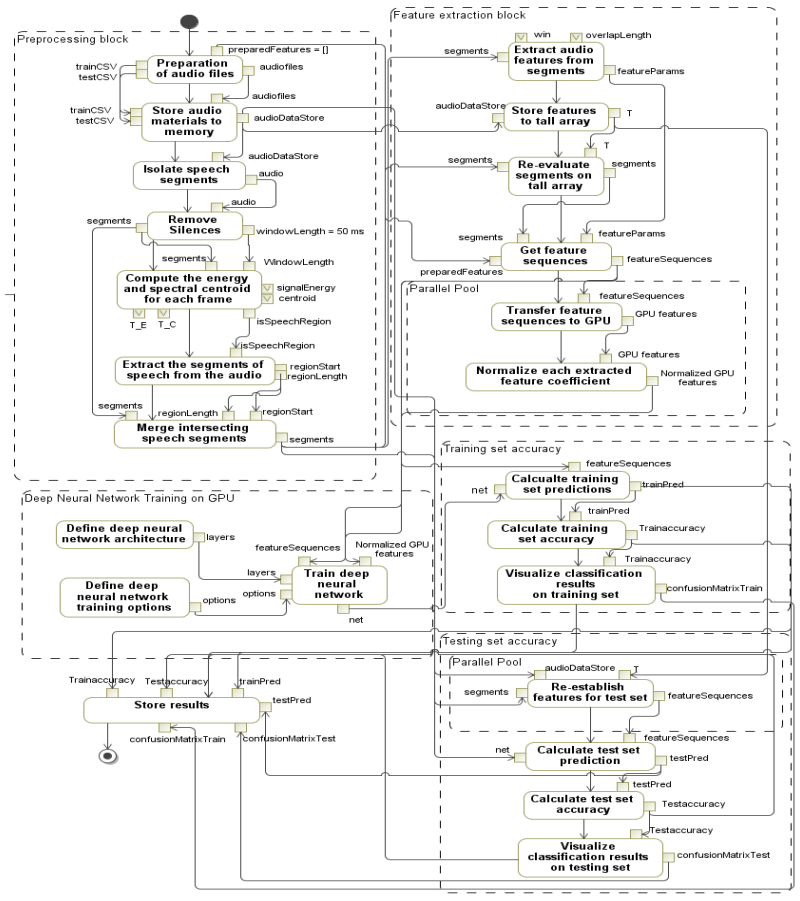 Preprocessing block
preparedFeatures = []
trainCSV
testCSV
Preparation
of audio files
audiofiles
audiofiles
trainCSV
testCSV
Store audio
materials to
memory
audioDataStore
audioDataStore
Isolate speech
segments
audio
audio
segments
Remove
Silences
windowLength = 50 ms
segments
WindowLength
Compute the energy
and spectral centroid
for each frame
signalEnergy
centroid
T_E
T_C
isSpeechRegion
isSpeechRegion
Extract the segments of
speech from the audio
regionStart
regionLength
segments
regionLength
regionStart
Merge intersecting
speech segments
segments
Feature extraction block
win
overlapLength
segments
Extract audio
features from
segments
featureParams
audioDataStore
Store features
to tall array
T
T
segments
Re-evaluate
segments on
tall array
segments
segments
featureParams
Get feature
sequences
featureSequences
preparedFeatures
Parallel Pool
featureSequences
Transfer feature
sequences to GPU
GPU features
GPU features
Normalize each extracted
feature coefficient
Normalized GPU
features
Training set accuracy
featureSequences
net
Calcualte training
set predictions
trainPred
trainPred
Calculate training
set accuracy
Trainaccuracy
Trainaccuracy
Visualize classification
results
on training set
confusionMatrixTrain
Deep Neural Network Training on GPU
Define deep neural
network architecture
layers
Define deep
neural network
training options
options
featureSequences
Normalized GPU
features
layers
options
Train deep
neural
network
net
Testing set accuracy
Parallel Pool
audioDataStore
T
segments
Re-establish
features for test set
featureSequences
featureSequences
net
Calculate test set
prediction
testPred
testPred
Calculate test set
accuracy
Testaccuracy
Testaccuracy
Visualize
classification results
on testing set
confusionMatrixTest
Trainaccuracy
Testaccuracy
trainPred
Store results
testPred
confusionMatrixTrain
confusionMatrixTest